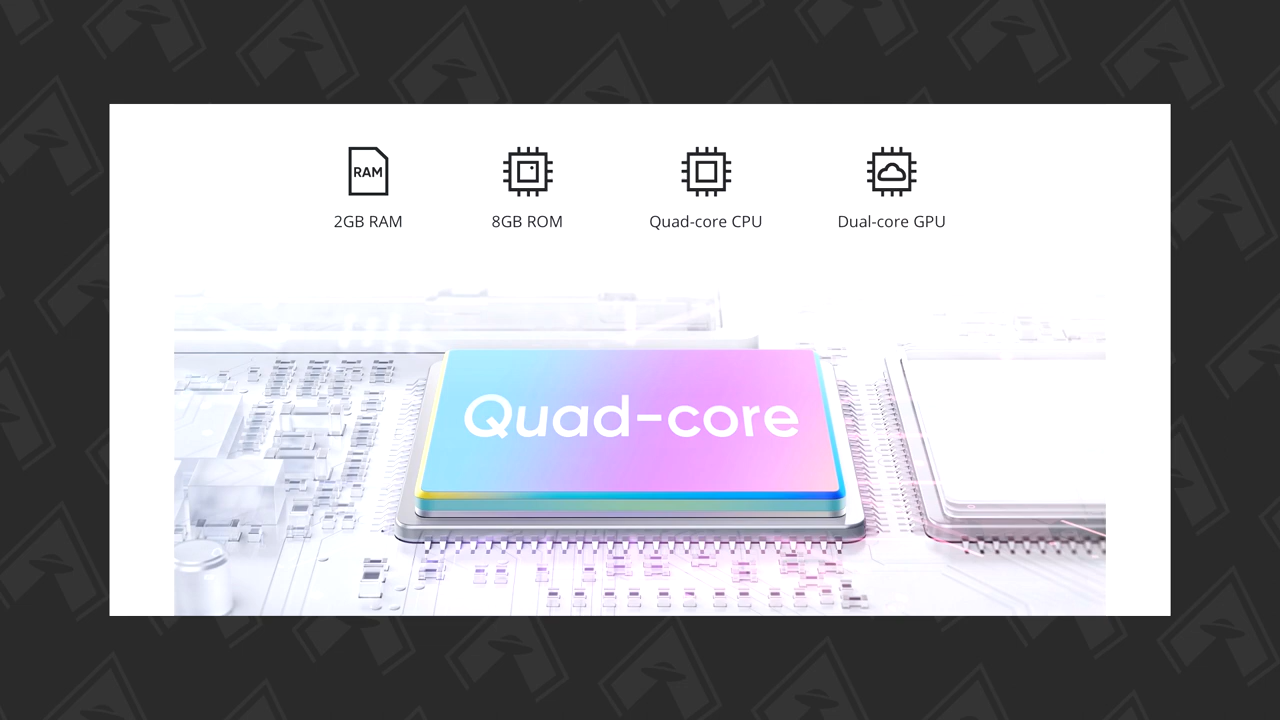 RAM
2GB RAM
8GB ROM
Quad-core CPU
Dual-core GPU
Quad-core